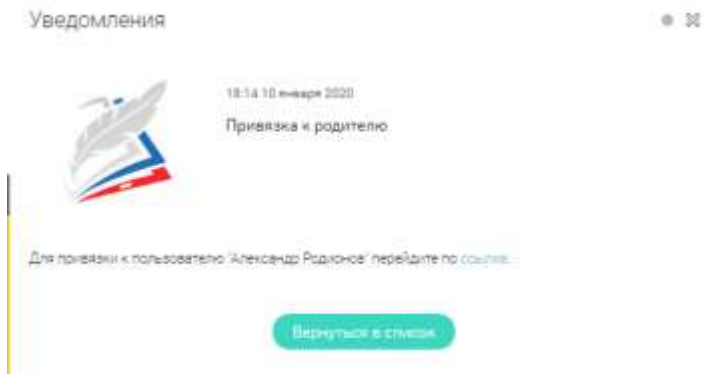 Уведомления
18:14 10 января 2020
Привязка к родителю
Для привязки к пользователю "Александр Родионов" перейдите по ссылке.
Вернуться в список